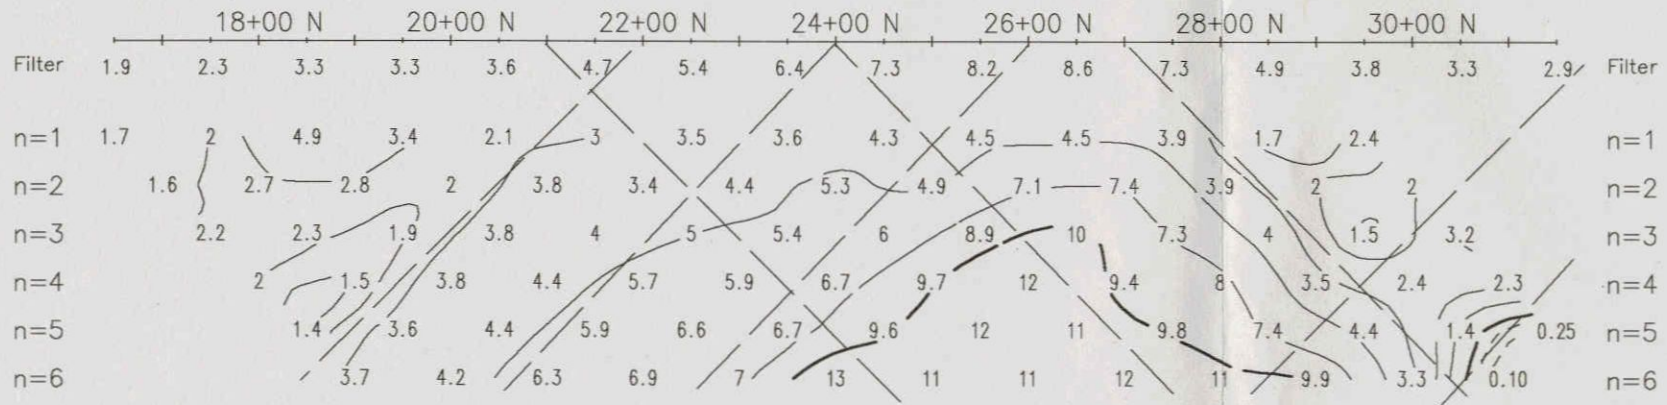 18+00 N 20+00 N 22+00 N 24+00 N 26+00 N 28+00 N 30+00 N
Filter 1.9 2.3 3.3 3.3 3.6 4.7 5.4 6.4 7.3 8.2 8.6 7.3 4.9 3.8 3.3 2.9 Filter
n=1 1.7 2 4.9 3.4 2.1 3 3.5 3.6 4.3 4.5 4.5 3.9 1.7 2.4 n=1
n=2 1.6 2.7 2.8 2 3.8 3.4 4.4 5.3 4.9 7.1 7.4 3.9 2 2 n=2
n=3 2.2 2.3 1.9 3.8 4 5 5.4 6 8.9 10 7.3 4 1.5 3.2 n=3
n=4 2 1.5 3.8 4.4 5.7 5.9 6.7 9.7 12 9.4 8 3.5 2.4 2.3 n=4
n=5 1.4 3.6 4.4 5.9 6.6 6.7 9.6 12 11 9.8 7.4 4.4 1.4 0.25 n=5
n=6 3.7 4.2 6.3 6.9 7 13 11 11 12 11 9.9 3.3 0.10 n=6